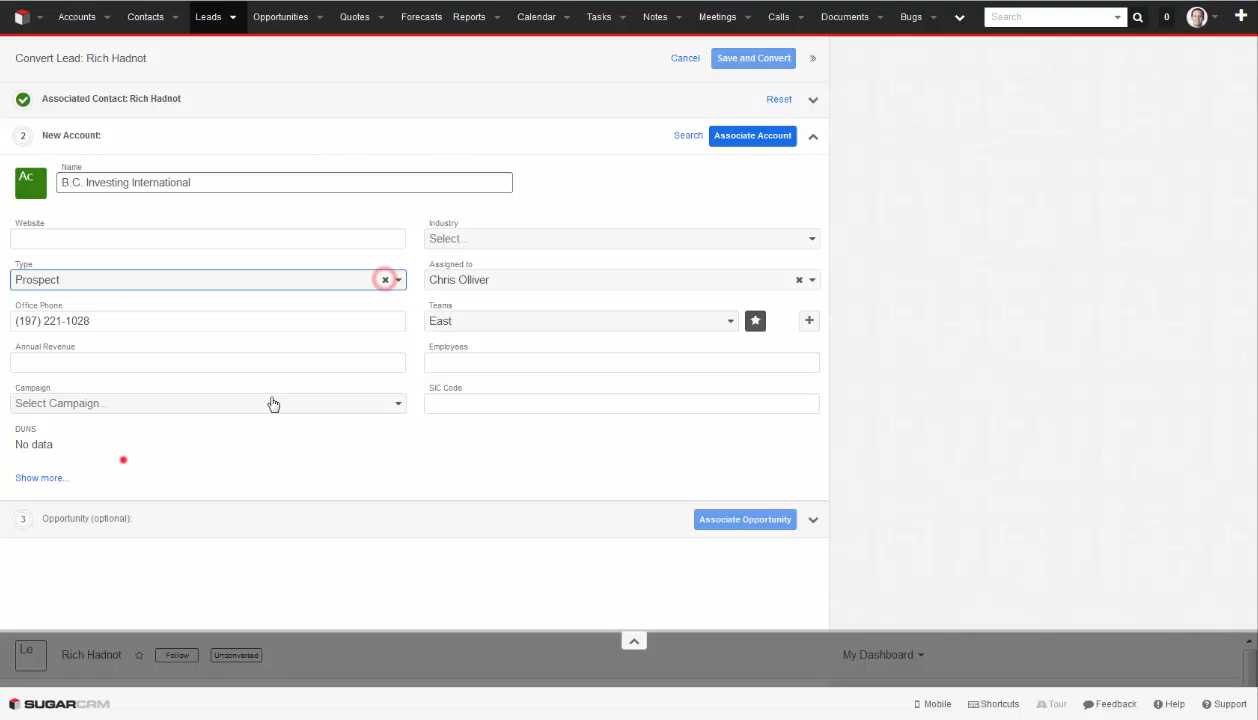 Accounts Contacts Leads Opportunities Quotes Forecasts Reports Calendar Tasks Notes Meetings Calls Documents Bugs Search 0
Convert Lead: Rich Hadnot Cancel Save and Convert »
Associated Contact: Rich Hadnot Reset
2 New Account: Search Associate Account
Ac
Name
B.C. Investing International
Website Industry
Select...
Type Assigned to
Prospect Chris Olliver
Office Phone Teams
(197) 221-1028 East
Annual Revenue Employees
Campaign SIC Code
Select Campaign...
DUNS
No data
Show more...
3 Opportunity (optional): Associate Opportunity
Le Rich Hadnot Follow Unconverted My Dashboard
SUGARCRM Mobile Shortcuts Tour Feedback Help Support